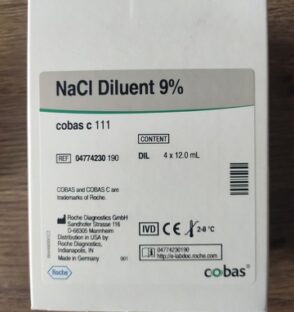 NaCl Diluent 9%
cobas c 111
CONTENT
REF 04774230 190
DIL 4 x 12.0 mL
COBAS and COBAS C are
trademarks of Roche.
Roche Diagnostics GmbH
Sandhofer Strasse 116
D-68305 Mannheim
Distribution in USA by
Roche Diagnostics,
Indianapolis, IN
Made in Germany 901
IVD CE 2-8 °C
04774230190
http://e-labdoc.roche.com
Roche
cobas®